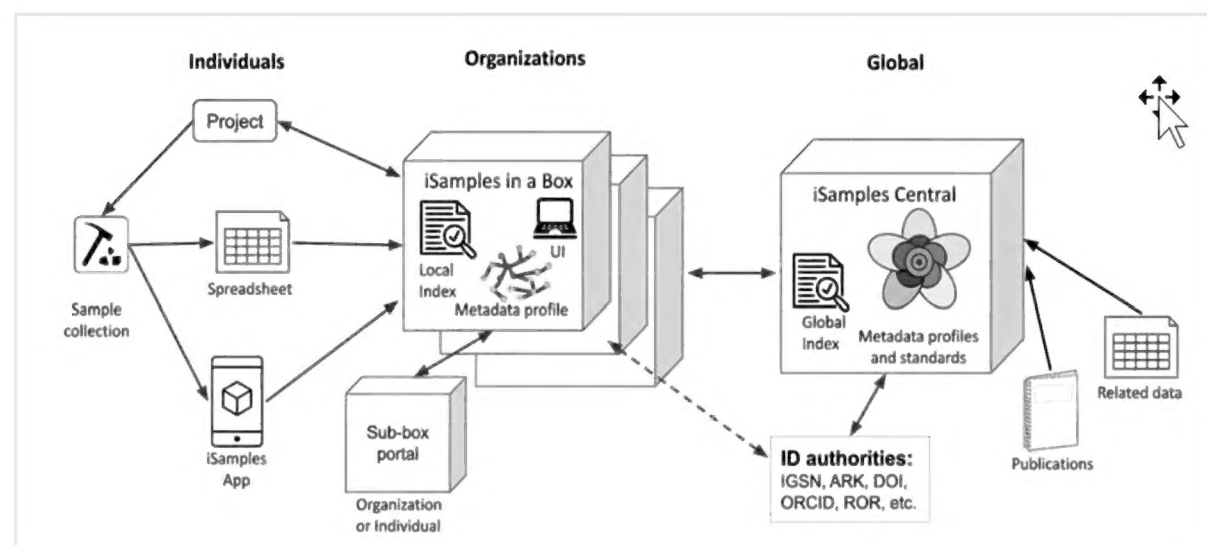 Individuals
Organizations
Global
Project
Sample
collection
Spreadsheet
iSamples
App
iSamples in a Box
Local
Index
UI
Metadata profile
Sub-box
portal
Organization
or Individual
iSamples Central
Global
Index
Metadata profiles
and standards
ID authorities:
IGSN, ARK, DOI,
ORCID, ROR, etc.
Publications
Related data